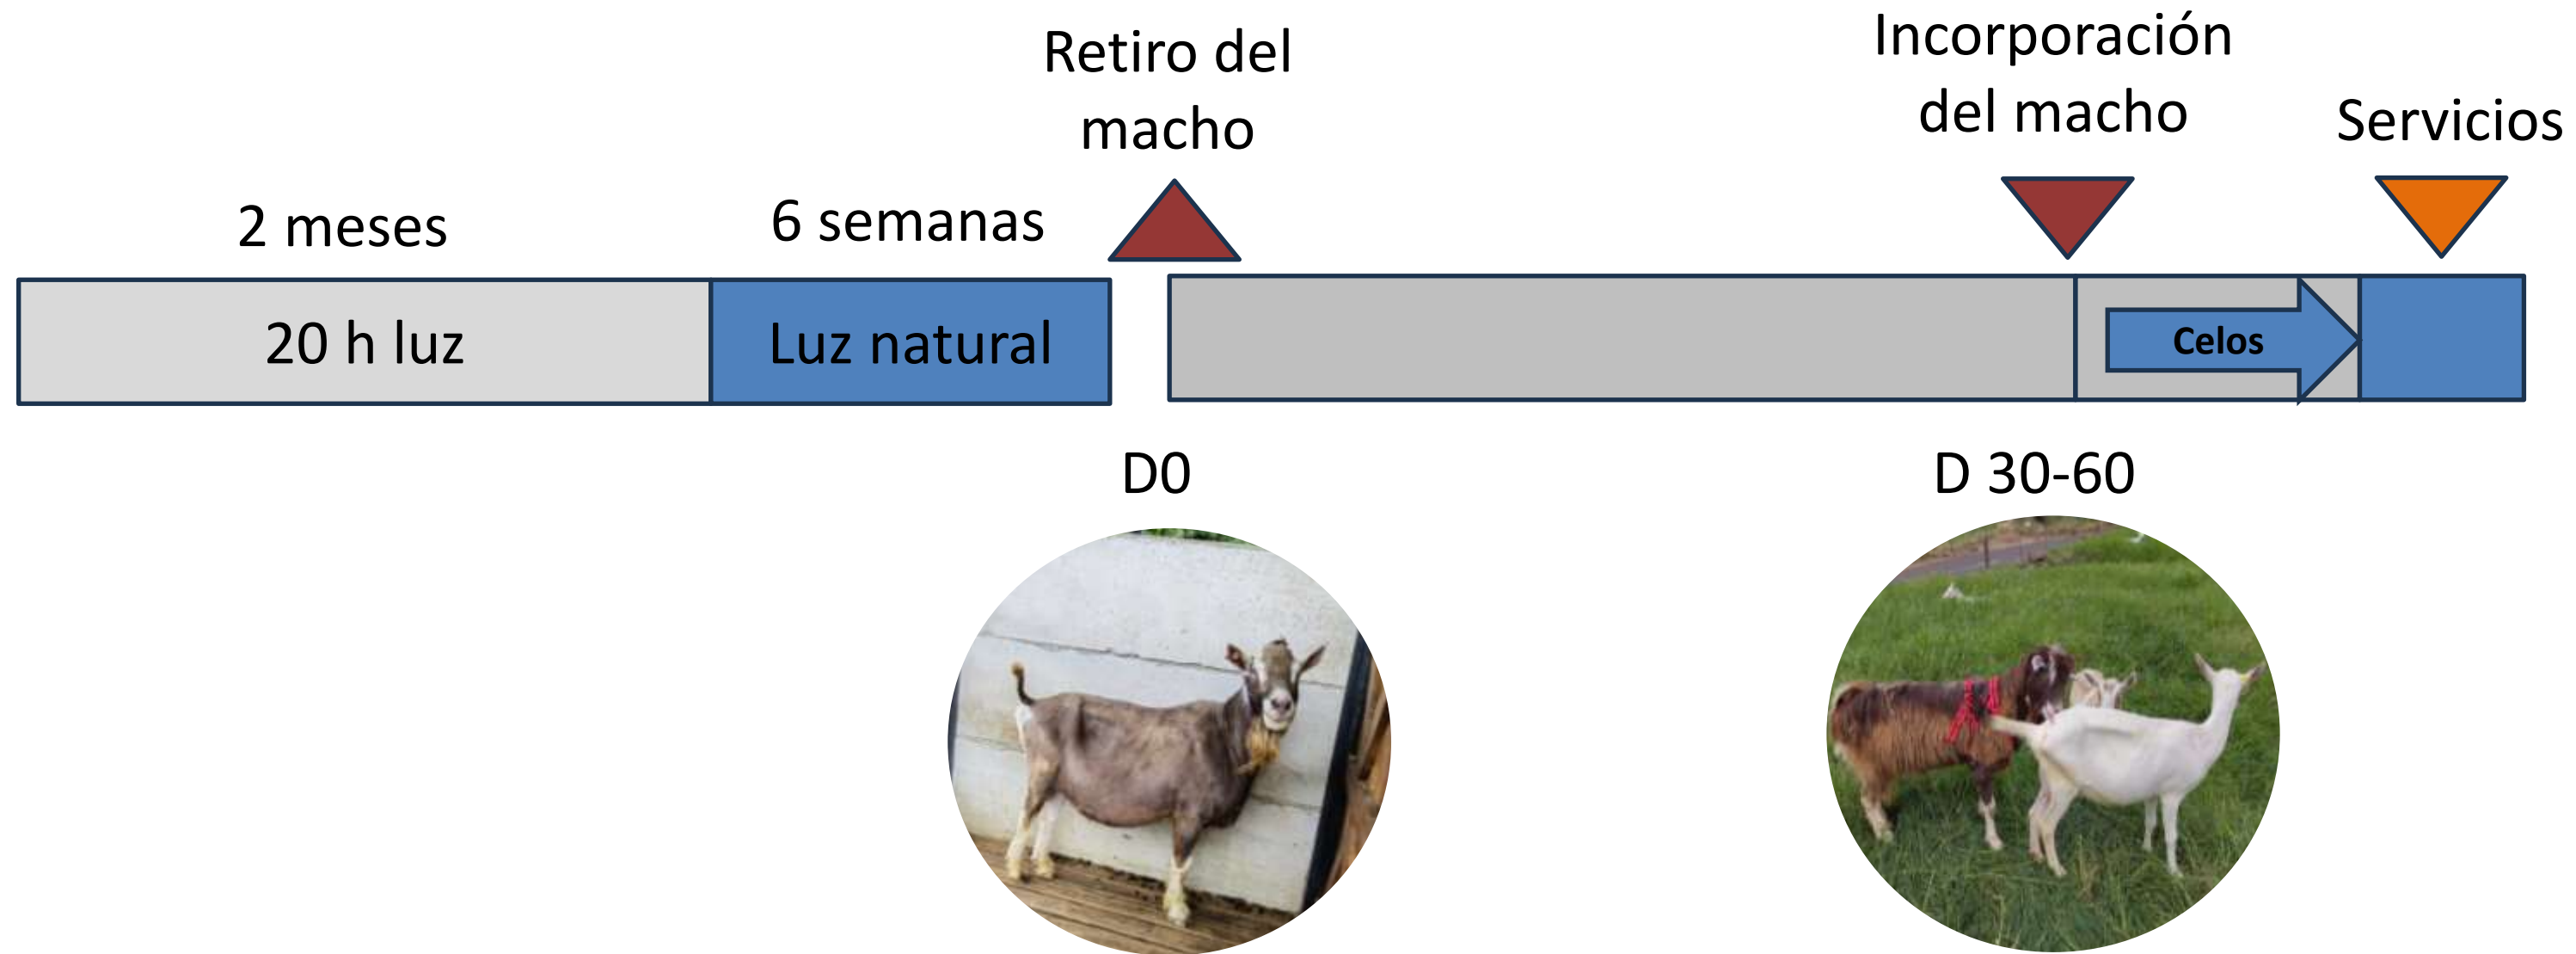 Retiro del
macho
Incorporación
del macho
Servicios
2 meses
6 semanas
20 h luz
Luz natural
Celos
D0
D 30-60